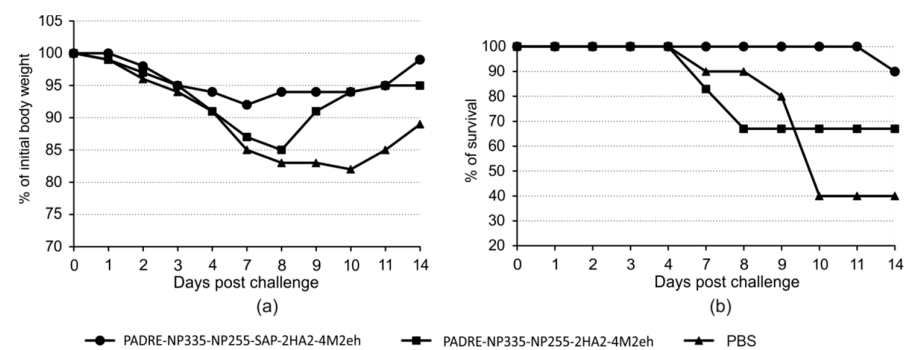 % of initial body weight
105
100
95
90
85
80
75
70
0 1 2 3 4 7 8 9 10 11 14
Days post challenge
(a)
% of survival
100
90
80
70
60
50
40
30
20
0 1 2 3 4 7 8 9 10 11 14
Days post challenge
(b)
PADRE-NP335-NP255-SAP-2HA2-4M2eh PADRE-NP335-NP255-2HA2-4M2eh PBS